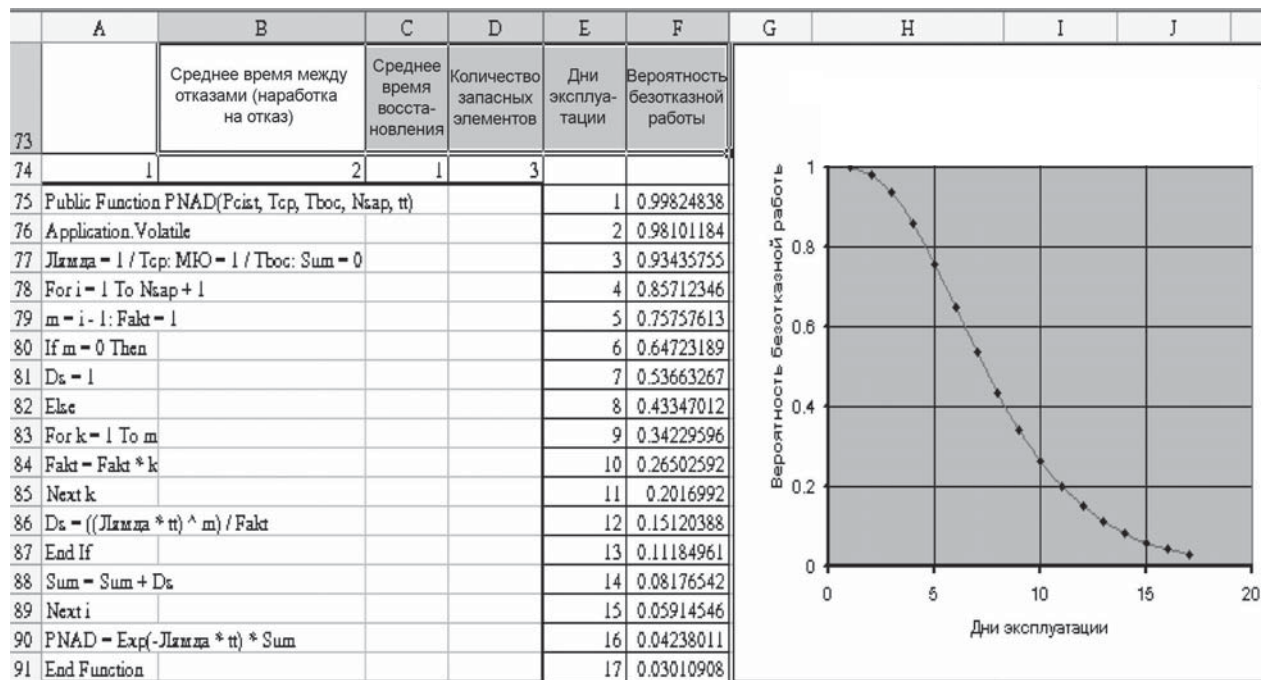 A B C D E F G H I J
73 Среднее время между отказами (наработка на отказ) Среднее время восста-новления Количество запасных элементов Дни эксплуа-тации Вероятность безотказной работы
74 1 2 1 3
75 Public Function PNAD(Pcist, Tcp, Tвос, Nзар, tt) 1 0.99824838
76 Application.Volatile 2 0.98101184
77 Лямда = 1 / Tcp: МЮ = 1 / Tвос: Sum = 0 3 0.93435755
78 For i = 1 To Nзар + 1 4 0.85712346
79 m = i - 1: Fakt = 1 5 0.75757613
80 If m = 0 Then 6 0.64723189
81 Ds = 1 7 0.53663267
82 Else 8 0.43347012
83 For k = 1 To m 9 0.34229596
84 Fakt = Fakt * k 10 0.26502592
85 Next k 11 0.2016992
86 Ds = ((Лямда * tt) ^ m) / Fakt 12 0.15120388
87 End If 13 0.11184961
88 Sum = Sum + Ds 14 0.08176542
89 Next i 15 0.05914546
90 PNAD = Exp(-Лямда * tt) * Sum 16 0.04238011
91 End Function 17 0.03010908
Вероятность безотказной работы
1
0.8
0.6
0.4
0.2
0
0 5 10 15 20
Дни эксплуатации